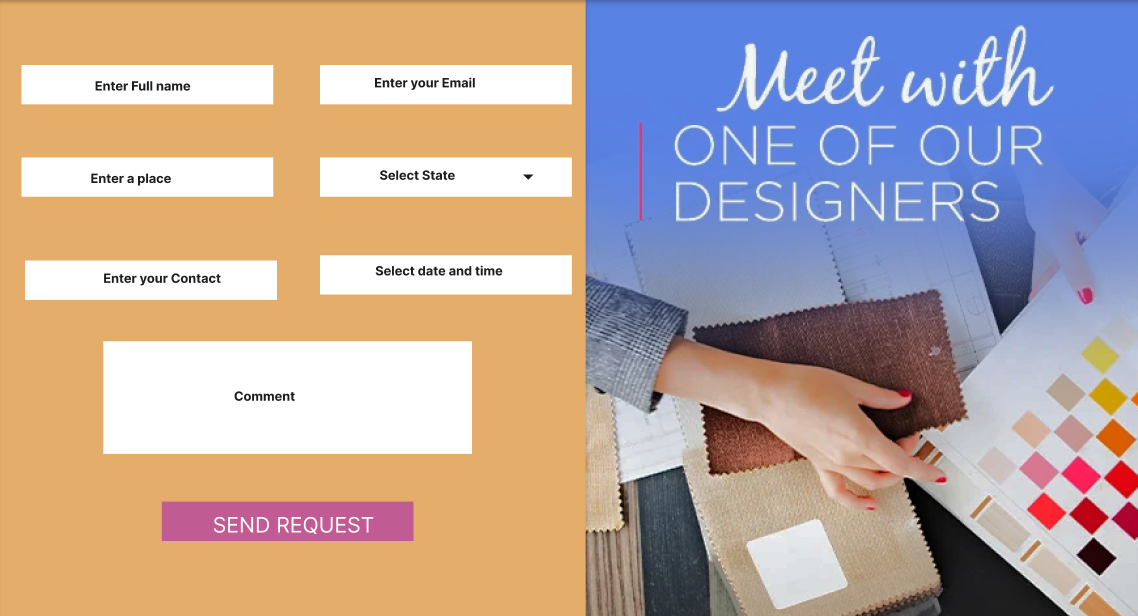 Enter Full name
Enter your Email
Enter a place
Select State
Enter your Contact
Select date and time
Comment
SEND REQUEST
Meet with
ONE OF OUR
DESIGNERS